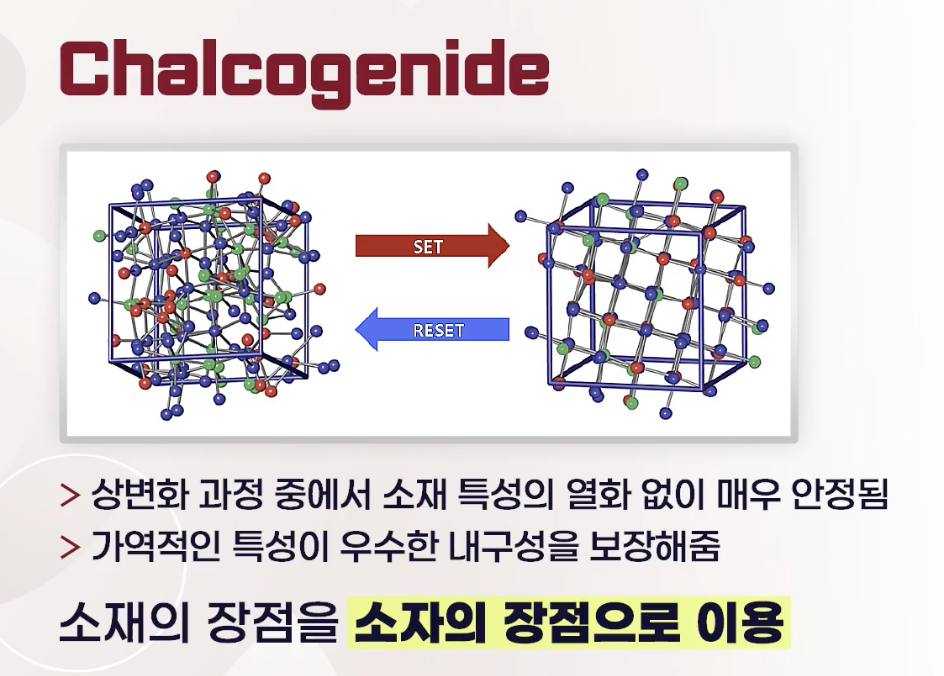 Chalcogenide
SET
RESET
> 상변화 과정 중에서 소재 특성의 열화 없이 매우 안정됨
> 가역적인 특성이 우수한 내구성을 보장해줌
소재의 장점을 소자의 장점으로 이용